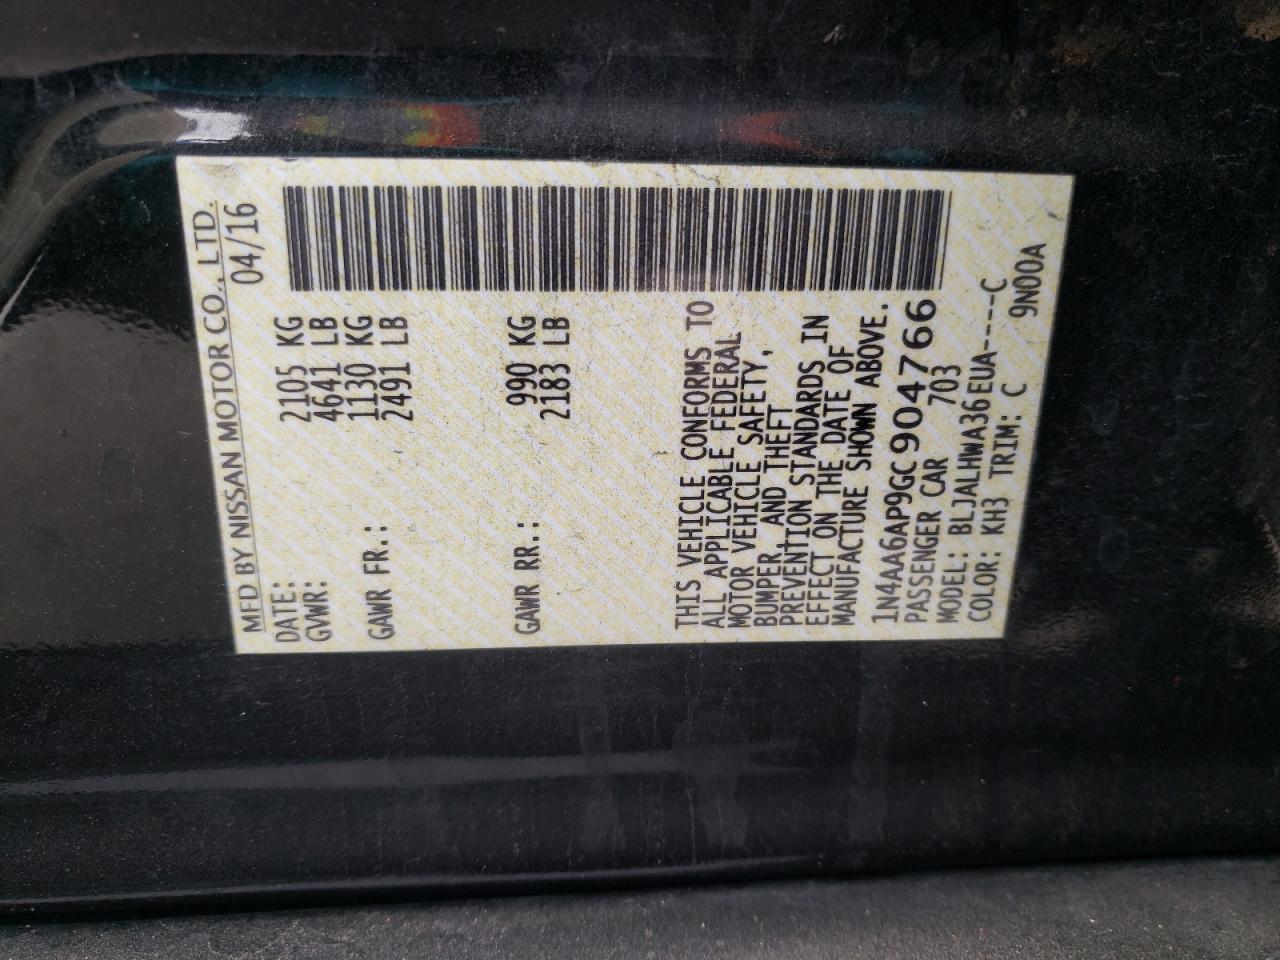 MFD BY NISSAN MOTOR CO., LTD.
DATE: 04/16
GVWR: 2105 KG
4641 LB
GAWR FR.: 1130 KG
2491 LB
GAWR RR.: 990 KG
2183 LB
THIS VEHICLE CONFORMS TO
ALL APPLICABLE FEDERAL
MOTOR VEHICLE SAFETY,
BUMPER, AND THEFT
PREVENTION STANDARDS IN
EFFECT ON THE DATE OF
MANUFACTURE SHOWN ABOVE.
1N4AA6AP9GC904766
PASSENGER CAR 703
MODEL: BLJALHWA36EUA----C
COLOR: KH3 TRIM: C 9N00A